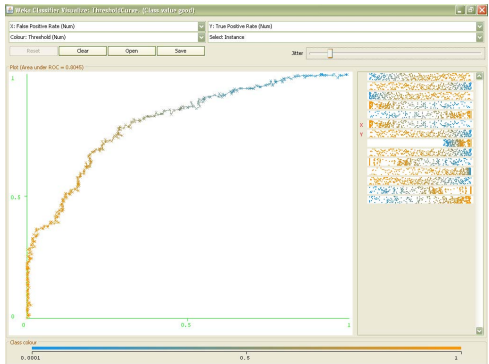 Weka Classifier Visualize: ThresholdCurve. (Class value good)
X: False Positive Rate (Num)
Y: True Positive Rate (Num)
Colour: Threshold (Num)
Select Instance
Reset
Clear
Open
Save
Jitter
Plot (Area under ROC = 0.8045)
1
0.5
0
0
0.5
1
X
Y
Class colour
0.0001
0.5
1